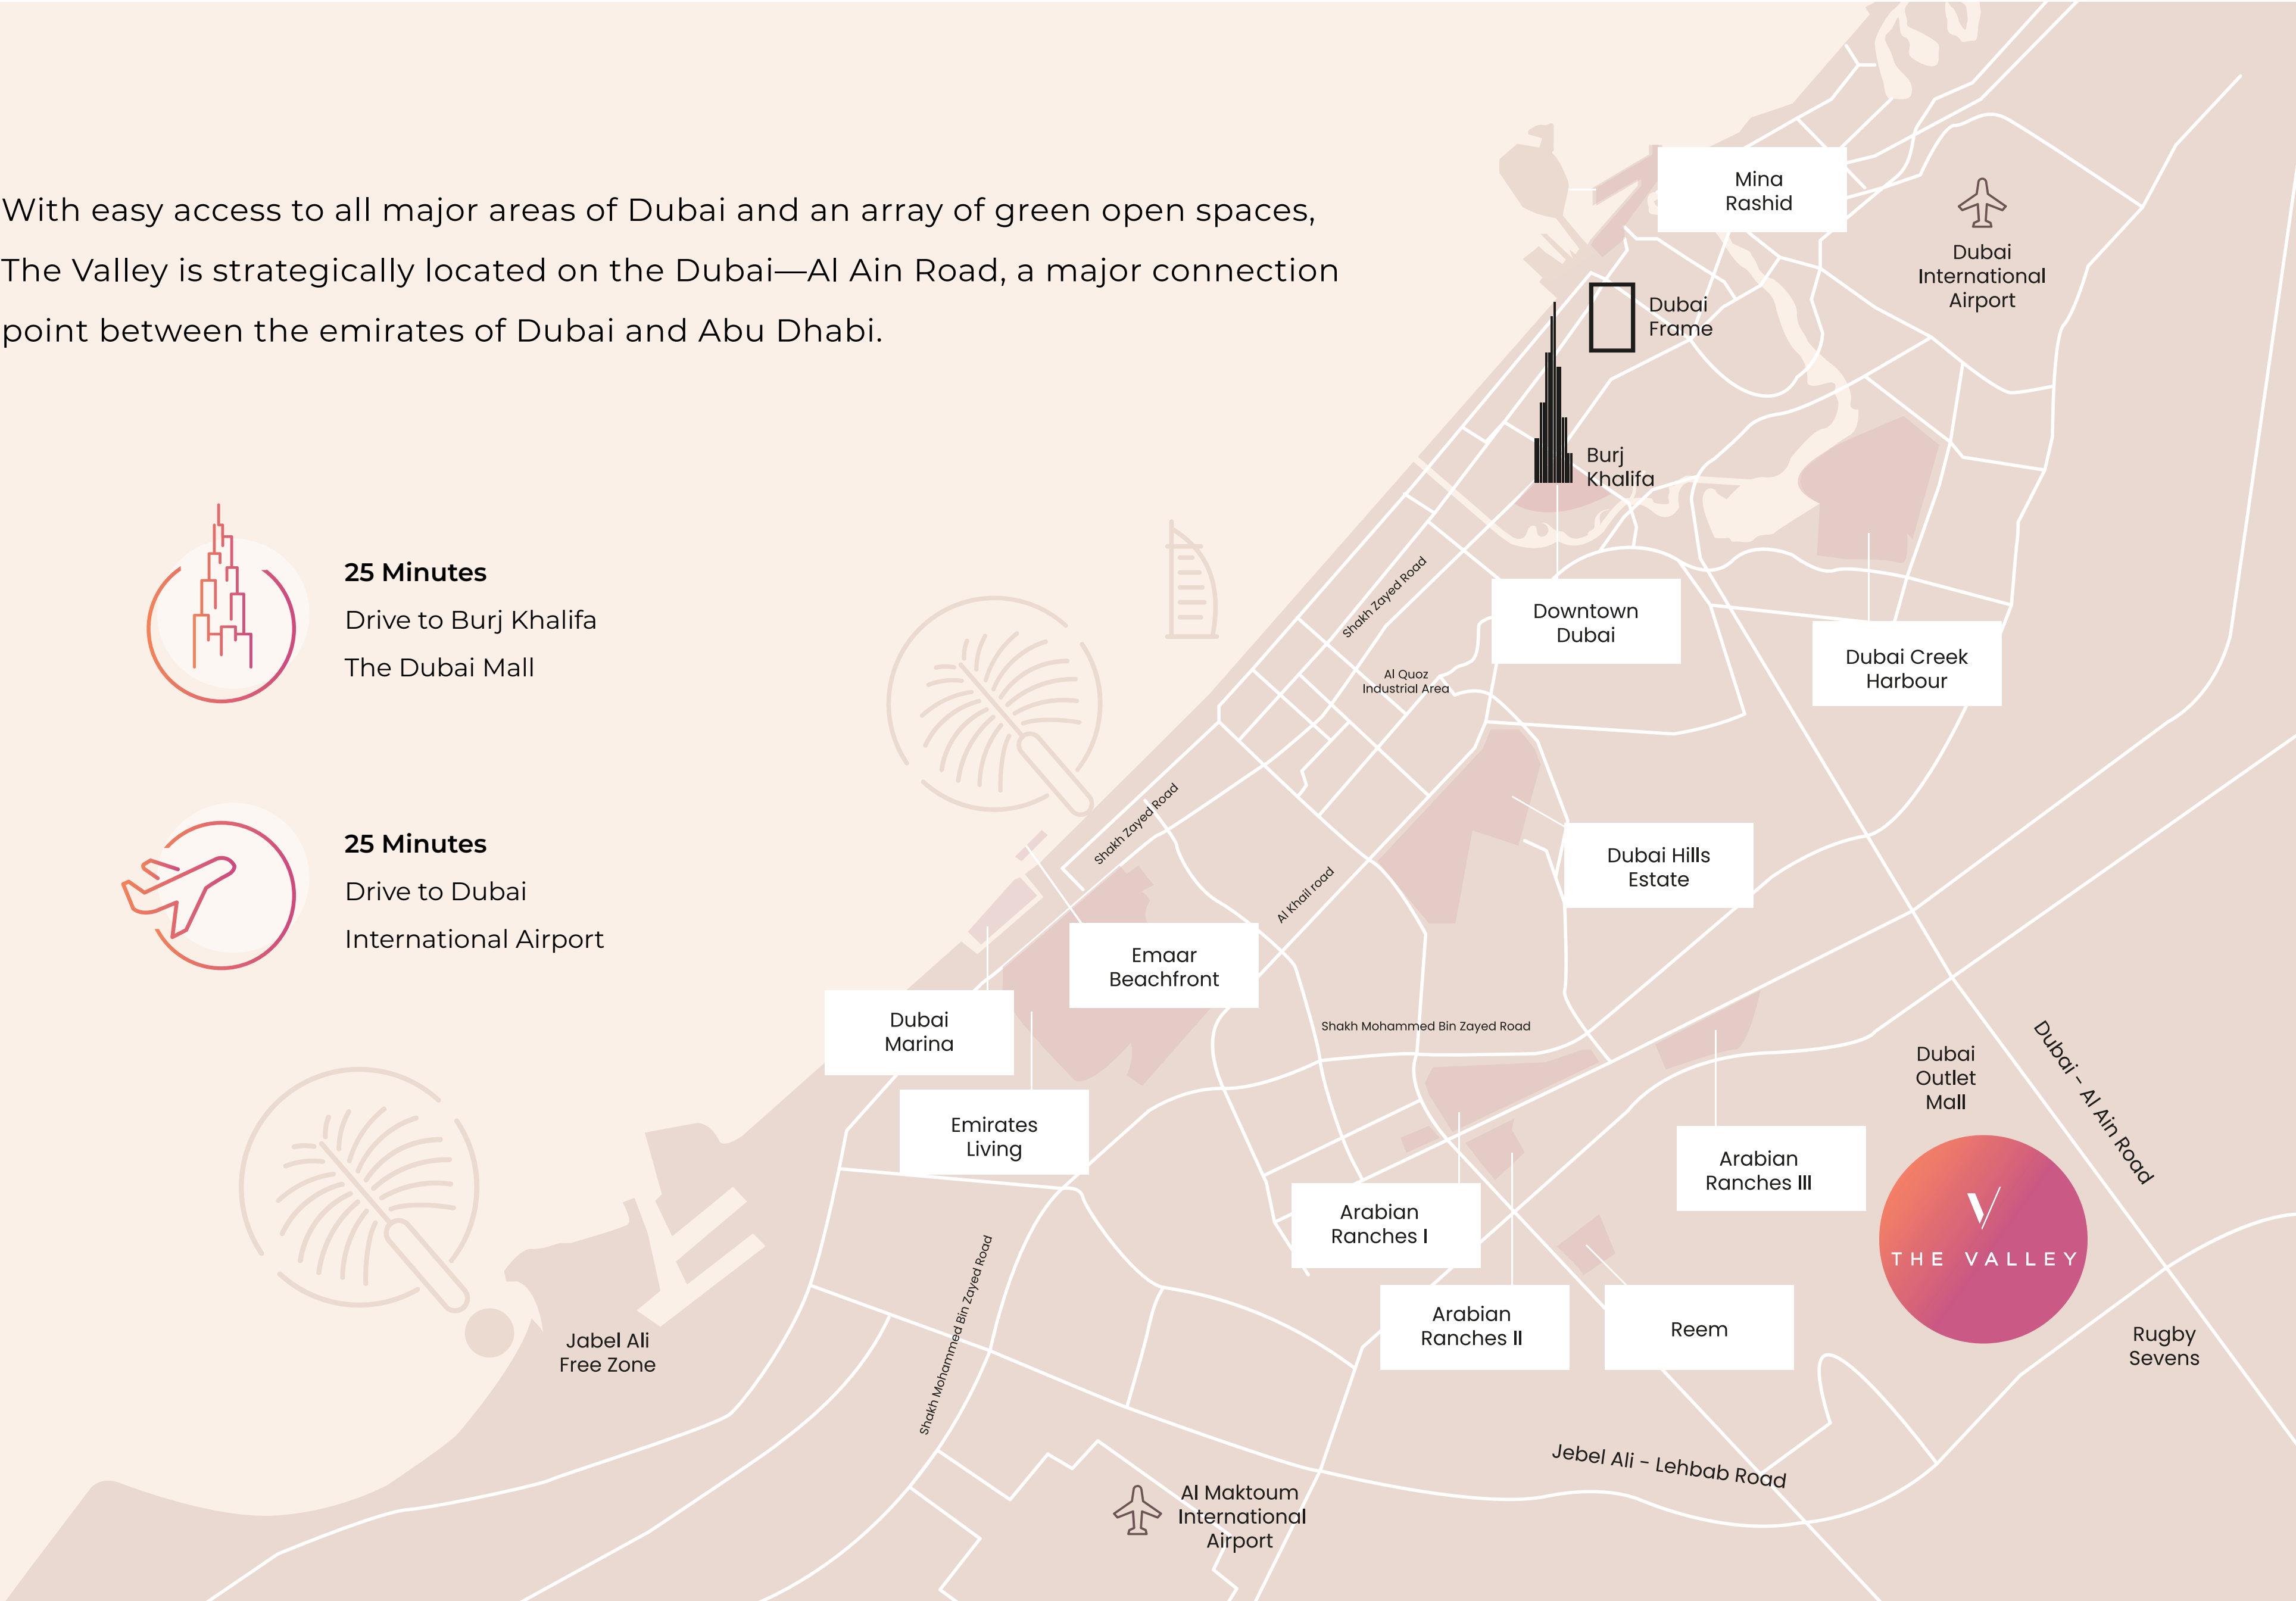 With easy access to all major areas of Dubai and an array of green open spaces,
The Valley is strategically located on the Dubai—Al Ain Road, a major connection
point between the emirates of Dubai and Abu Dhabi.
25 Minutes
Drive to Burj Khalifa
The Dubai Mall
25 Minutes
Drive to Dubai
International Airport
Mina
Rashid
Dubai
International
Airport
Dubai
Frame
Burj
Khalifa
Shakh Zayed Road
Downtown
Dubai
Dubai Creek
Harbour
Al Quoz
Industrial Area
Shakh Zayed Road
Dubai Hills
Estate
Al Khail road
Emaar
Beachfront
Dubai
Marina
Shakh Mohammed Bin Zayed Road
Dubai
Outlet
Mall
Dubai - Al Ain Road
Emirates
Living
Arabian
Ranches III
Arabian
Ranches I
THE VALLEY
Arabian
Ranches II
Reem
Rugby
Sevens
Jabel Ali
Free Zone
Shakh Mohammed Bin Zayed Road
Jebel Ali - Lehbab Road
Al Maktoum
International
Airport